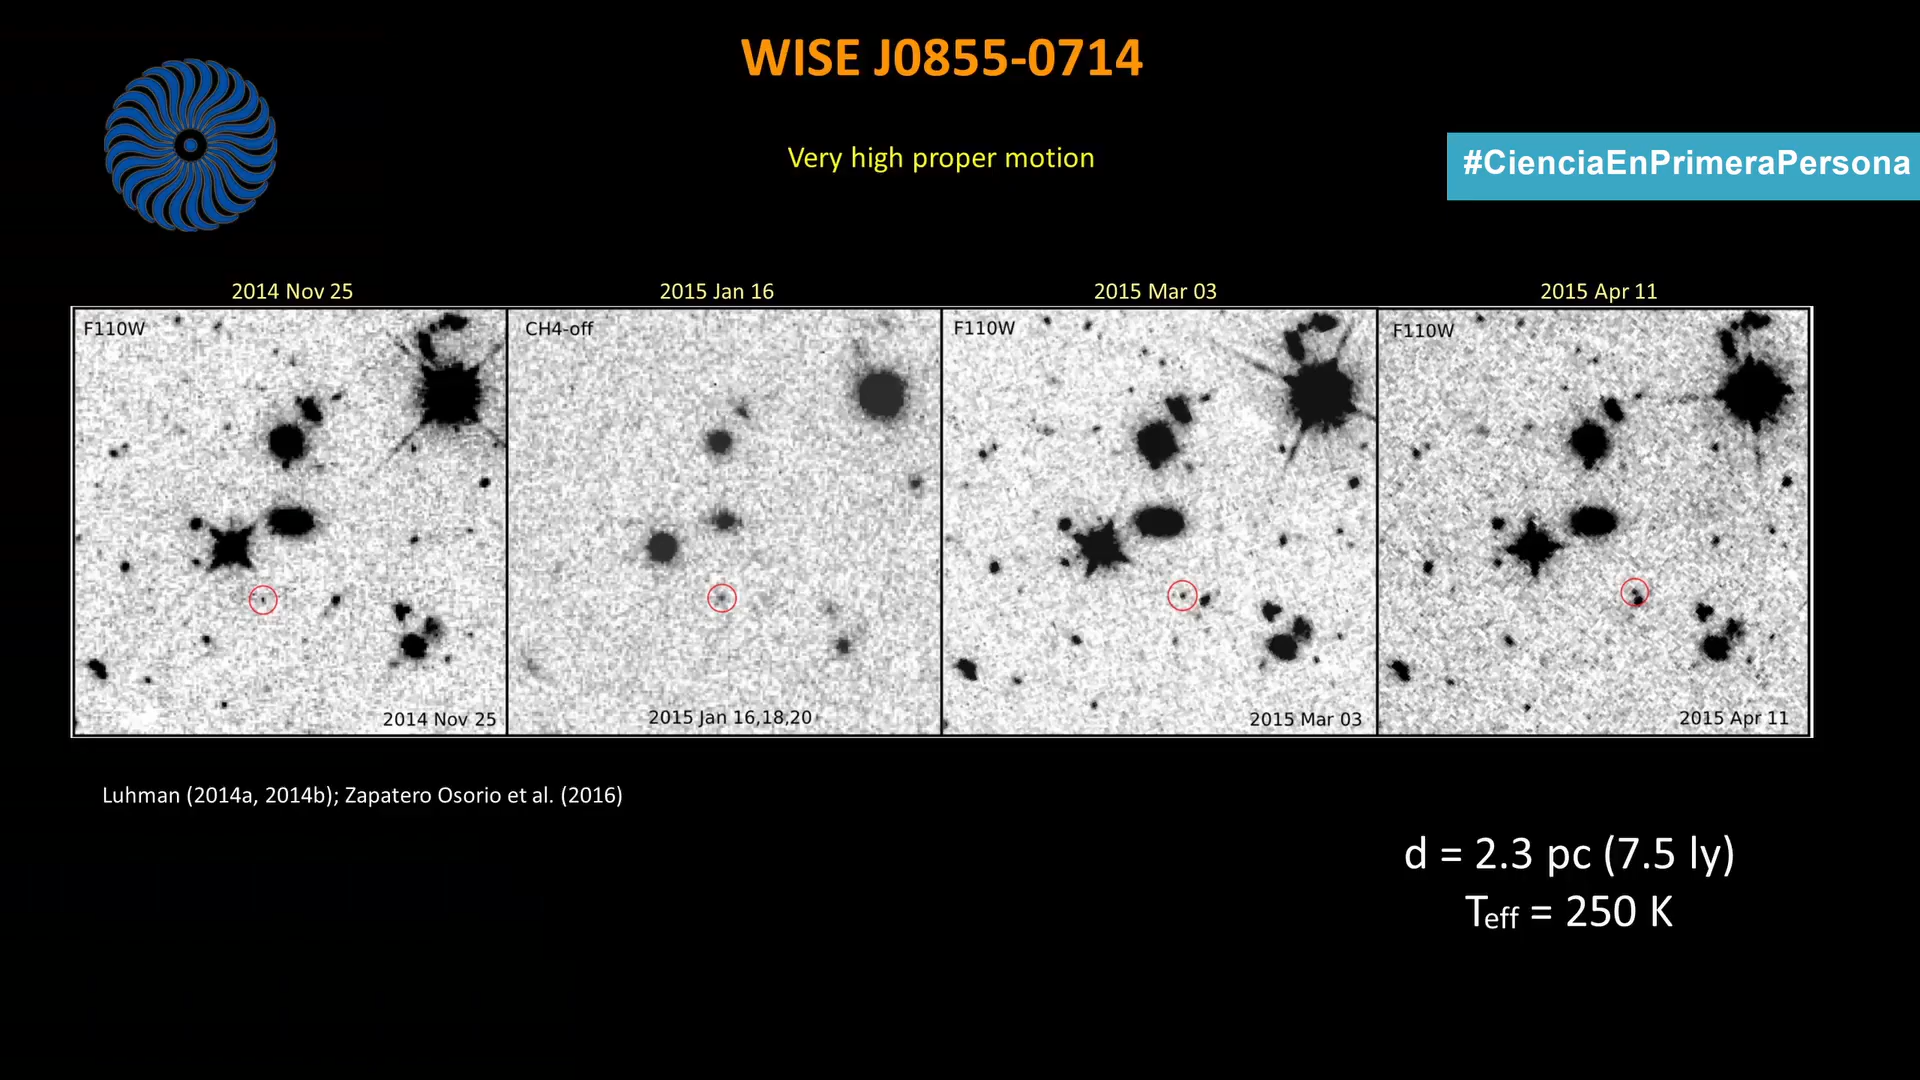 WISE J0855-0714
Very high proper motion
#CienciaEnPrimeraPersona
2014 Nov 25
2015 Jan 16
2015 Mar 03
2015 Apr 11
F110W
CH4-off
F110W
F110W
2014 Nov 25
2015 Jan 16,18,20
2015 Mar 03
2015 Apr 11
Luhman (2014a, 2014b); Zapatero Osorio et al. (2016)
d = 2.3 pc (7.5 ly)
Teff = 250 K